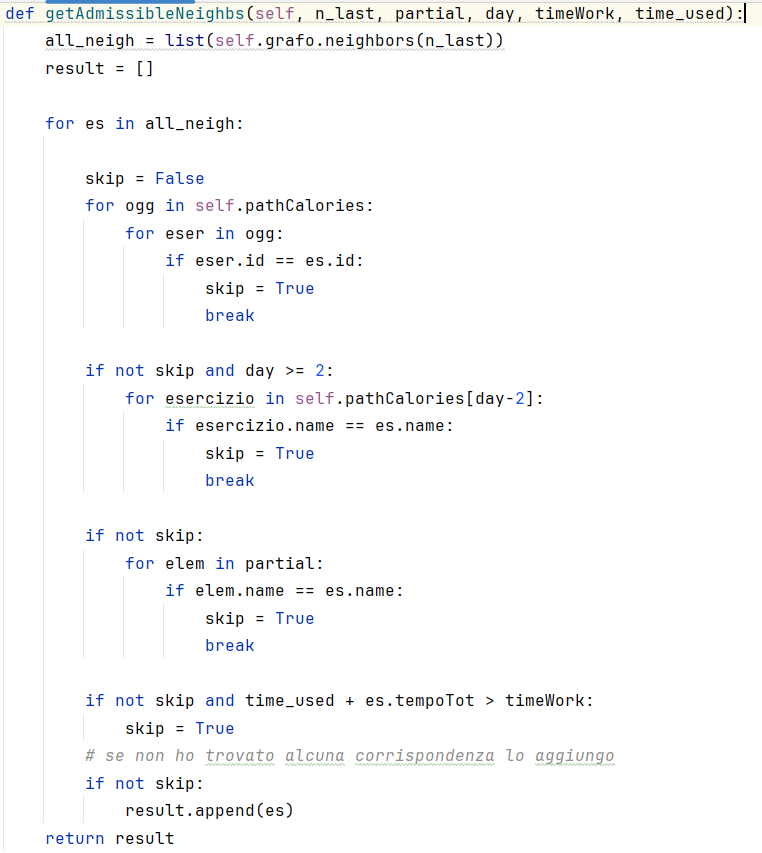 def getAdmissibleNeighbs(self, n_last, partial, day, timeWork, time_used):
    all_neigh = list(self.grafo.neighbors(n_last))
    result = []
    for es in all_neigh:
        skip = False
        for ogg in self.pathCalories:
            for eser in ogg:
                if eser.id == es.id:
                    skip = True
                    break
        if not skip and day >= 2:
            for esercizio in self.pathCalories[day-2]:
                if esercizio.name == es.name:
                    skip = True
                    break
        if not skip:
            for elem in partial:
                if elem.name == es.name:
                    skip = True
                    break
        if not skip and time_used + es.tempoTot > timeWork:
            skip = True
        # se non ho trovato alcuna corrispondenza lo aggiungo
        if not skip:
            result.append(es)
    return result